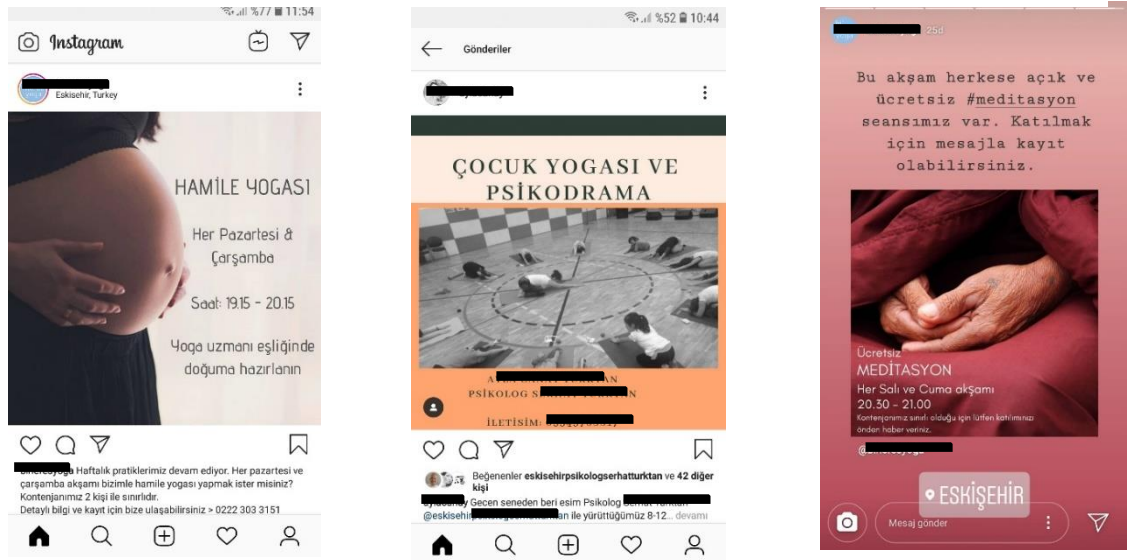 %77 11:54
Instagram
Eskisehir, Turkey
HAMİLE YOGASI
Her Pazartesi &
Çarşamba
Saat: 19.15 - 20.15
Yoga uzmanı eşliğinde
doğuma hazırlanın
Haftalık pratiklerimiz devam ediyor. Her pazartesi ve
çarşamba akşamı bizimle hamile yogası yapmak ister misiniz?
Kontenjanımız 2 kişi ile sınırlıdır.
Detaylı bilgi ve kayıt için bize ulaşabilirsiniz > 0222 303 3151
%52 10:44
Gönderiler
ÇOCUK YOGASI VE
PSİKODRAMA
PSİKOLOG
İLETİSİM:
Beğenenler eskisehirpsikologserhatturktan ve 42 diğer
kişi
Gecen seneden beri esim Psikolog
ile yürüttüğümüz 8-12.. devamı
25d
Bu akşam herkese açık ve
ücretsiz #meditasyon
seansımız var. Katılmak
için mesajla kayıt
olabilirsiniz.
Ücretsiz
MEDİTASYON
Her Salı ve Cuma akşamı
20.30 - 21.00
Kontenjanımız sınırlı olduğu için lütfen katılımınızı
önden haber veriniz.
ESKİŞEHİR
Mesaj gönder